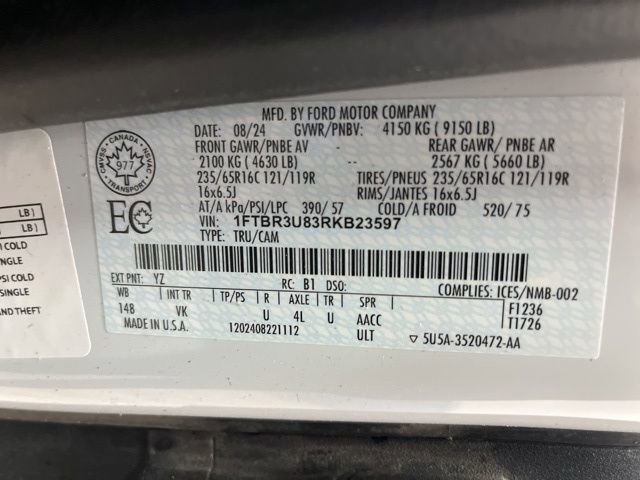 MFD. BY FORD MOTOR COMPANY
DATE: 08/24 GVWR/PNBV: 4150 KG ( 9150 LB)
FRONT GAWR/PNBE AV REAR GAWR/ PNBE AR
2100 KG ( 4630 LB) -- 2567 KG ( 5660 LB)
235/65R16C 121/119R TIRES/PNEUS 235/65R16C 121/119R
16x6.5J RIMS/JANTES 16x6.5J
AT/A kPa/PSI/LPC 390/ 57 COLD/A FROID 520/ 75
VIN: 1FTBR3U83RKB23597
TYPE: TRU/CAM
EXT PNT: YZ RC: B1 DSO: COMPLIES: ICES/NMB-002
WB INT TR TP/PS R AXLE TR SPR F1236
14B VK U 4L U AACC T1726
MADE IN U.S.A. 1202408221112 ULT 5U5A-3520472-AA
CMVSS CANADA NSVAC
977
TRANSPORT
EC
LB )
LB )
COLD
SINGLE
SI COLD
SINGLE
AND THEFT